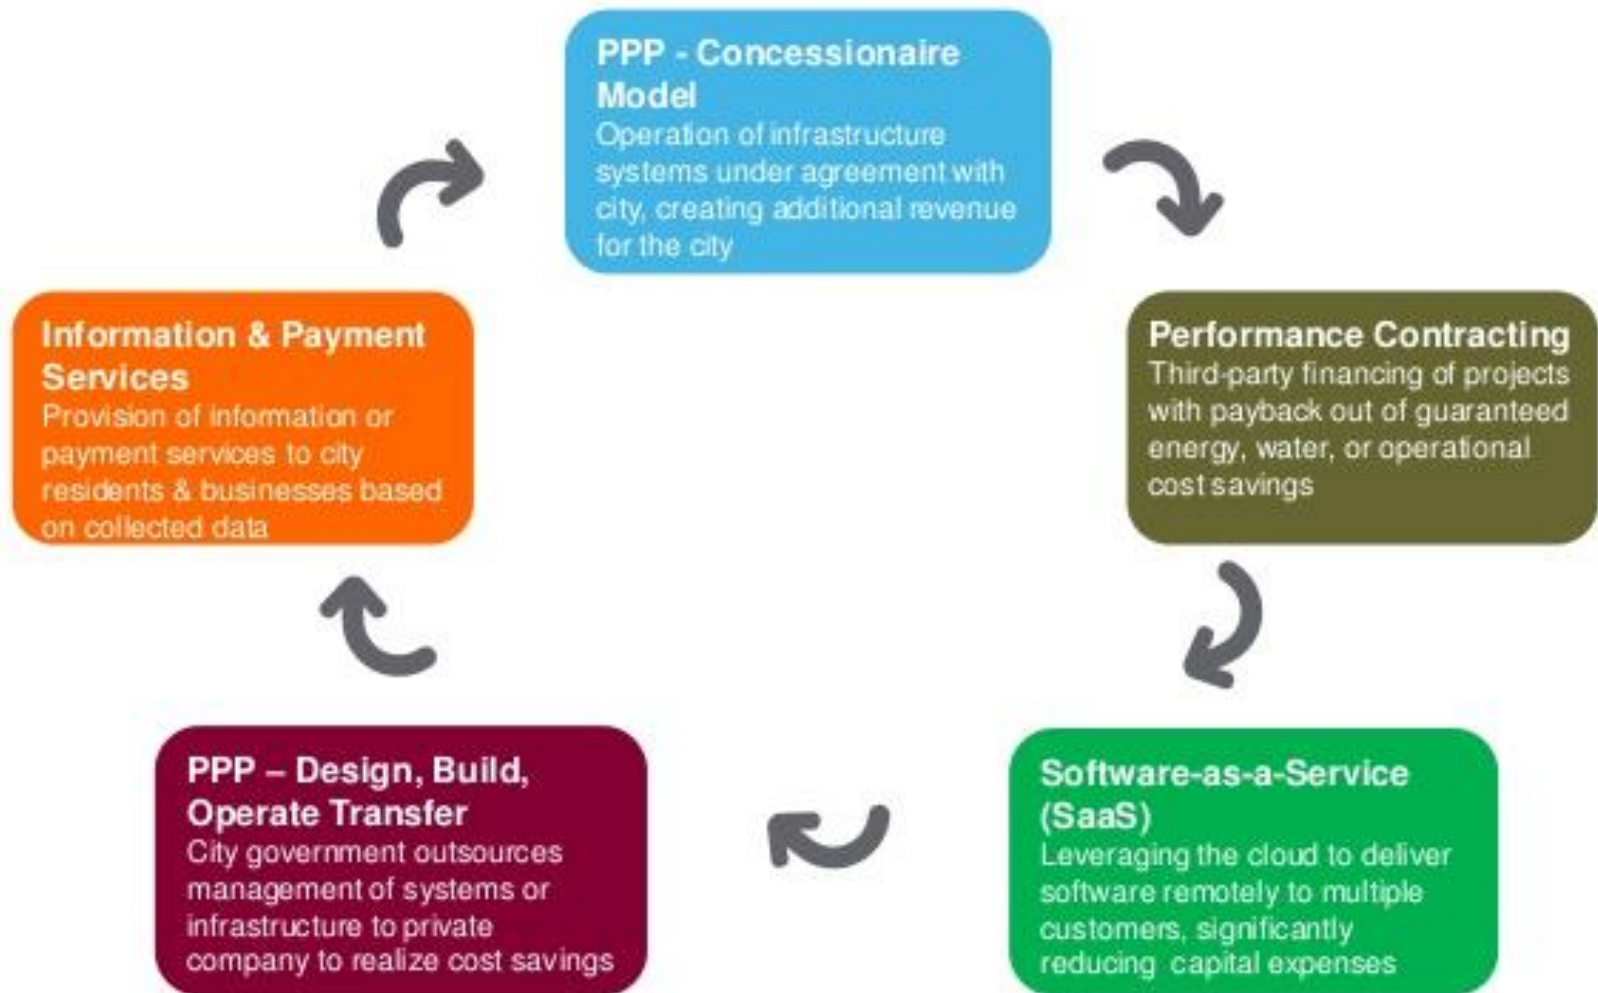 PPP - Concessionaire
Model
Operation of infrastructure
systems under agreement with
city, creating additional revenue
for the city
Performance Contracting
Third-party financing of projects
with payback out of guaranteed
energy, water, or operational
cost savings
Software-as-a-Service
(SaaS)
Leveraging the cloud to deliver
software remotely to multiple
customers, significantly
reducing capital expenses
PPP – Design, Build,
Operate Transfer
City government outsources
management of systems or
infrastructure to private
company to realize cost savings
Information & Payment
Services
Provision of information or
payment services to city
residents & businesses based
on collected data